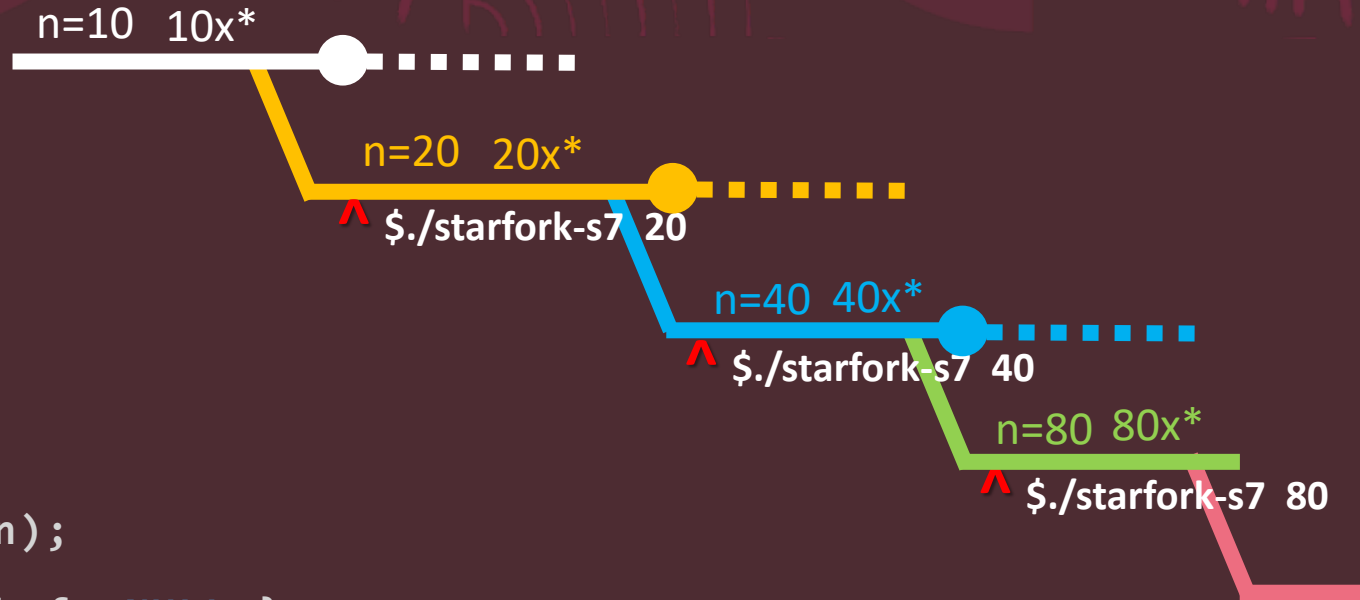 n=10 10x*
n=20 20x*
^ $./starfork-s7 20
n=40 40x*
^ $./starfork-s7 40
n=80 80x*
^ $./starfork-s7 80
);